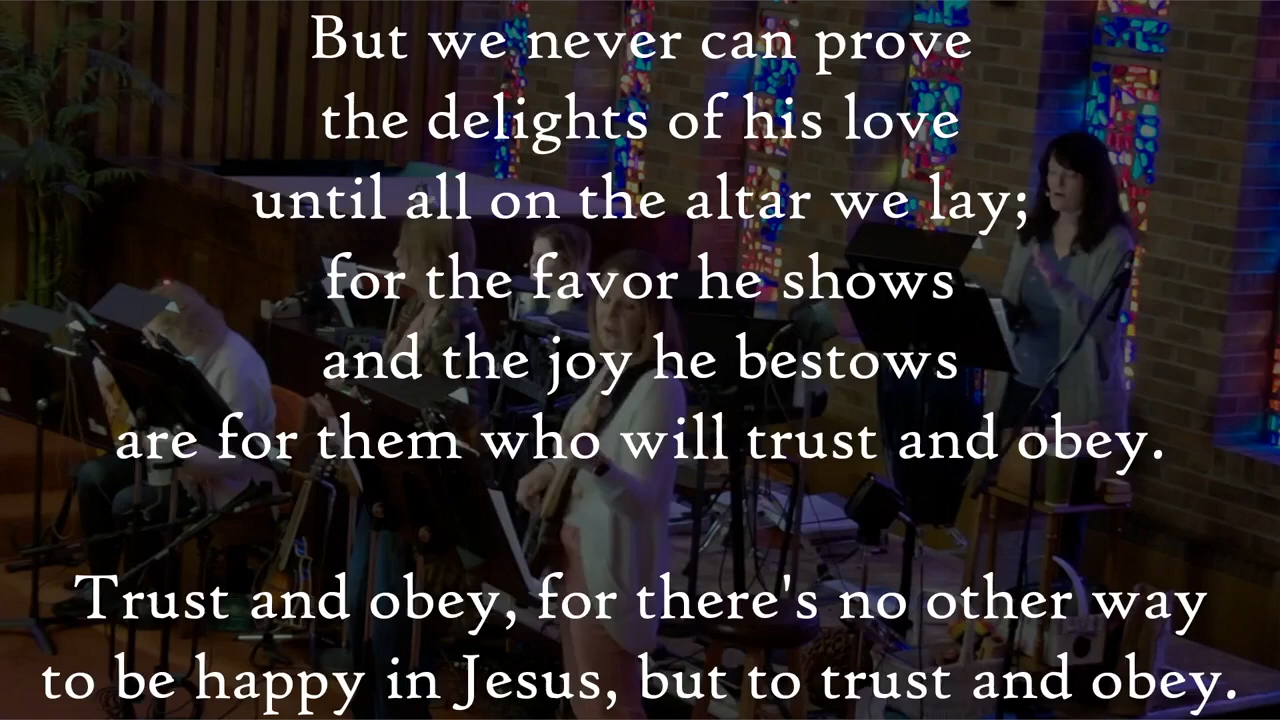 But we never can prove
the delights of his love
until all on the altar we lay;
for the favor he shows
and the joy he bestows
are for them who will trust and obey.
Trust and obey, for there's no other way
to be happy in Jesus, but to trust and obey.